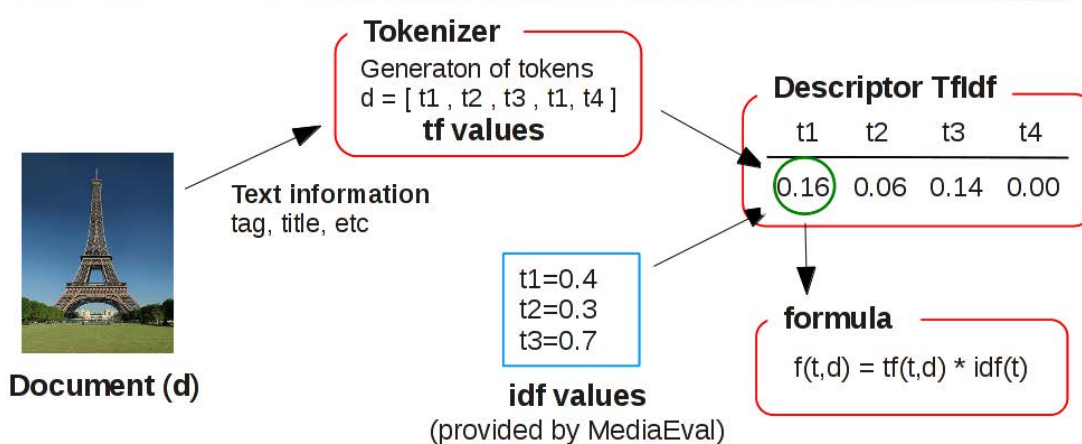 Tokenizer
Generaton of tokens
d = [ t1 , t2 , t3 , t1, t4 ]
tf values
Text information
tag, title, etc
Document (d)
t1=0.4
t2=0.3
t3=0.7
idf values
(provided by MediaEval)
Descriptor TfIdf
t1 t2 t3 t4
0.16 0.06 0.14 0.00
formula
f(t,d) = tf(t,d) * idf(t)